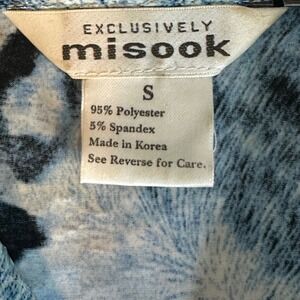 EXCLUSIVELY
misook
S
95% Polyester
5% Spandex
Made in Korea
See Reverse for Care.